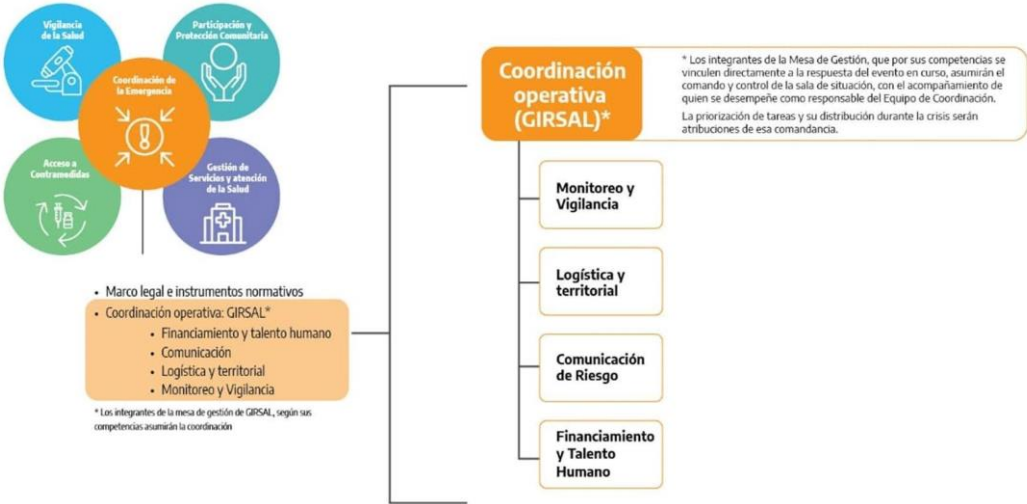 Vigilancia
de la Salud
Participación y
Protección Comunitaria
Coordinación de
la Emergencia
Acceso a
Contramedidas
Gestión de
Servicios y atención
de la Salud
• Marco legal e instrumentos normativos
• Coordinación operativa: GIRSAL*
• Financiamiento y talento humano
• Comunicación
• Logística y territorial
• Monitoreo y Vigilancia
* Los integrantes de la mesa de gestión de GIRSAL, según sus
competencias asumirán la coordinación
Coordinación
operativa
(GIRSAL)*
* Los integrantes de la Mesa de Gestión, que por sus competencias se
vinculen directamente a la respuesta del evento en curso, asumirán el
comando y control de la sala de situación, con el acompañamiento de
quien se desempeñe como responsable del Equipo de Coordinación.
La priorización de tareas y su distribución durante la crisis serán
atribuciones de esa comandancia.
Monitoreo y
Vigilancia
Logística y
territorial
Comunicación
de Riesgo
Financiamiento
y Talento
Humano